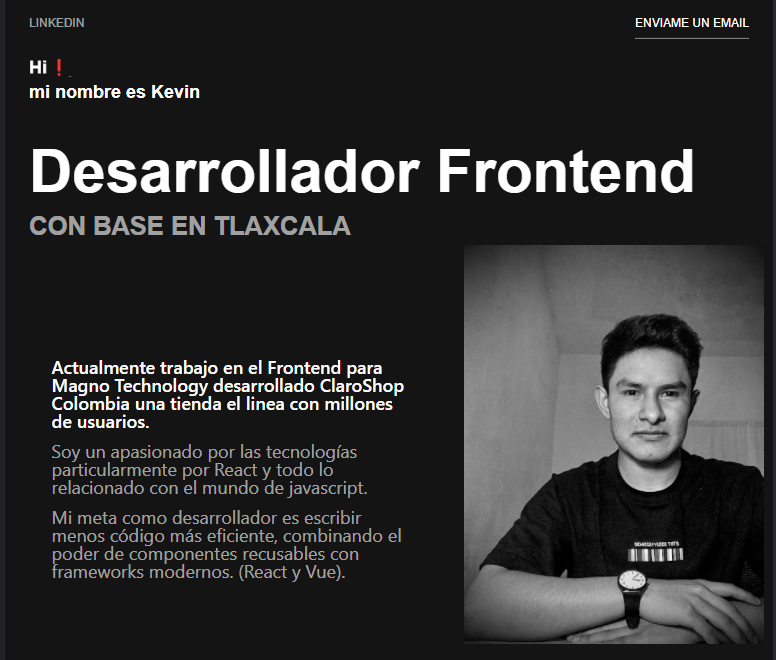 LINKEDIN
ENVIAME UN EMAIL
Hi❗
mi nombre es Kevin
Desarrollador Frontend
CON BASE EN TLAXCALA
Actualmente trabajo en el Frontend para
Magno Technology desarrollado ClaroShop
Colombia una tienda el linea con millones
de usuarios.
Soy un apasionado por las tecnologías
particularmente por React y todo lo
relacionado con el mundo de javascript.
Mi meta como desarrollador es escribir
menos código más eficiente, combinando el
poder de componentes recusables con
frameworks modernos. (React y Vue).